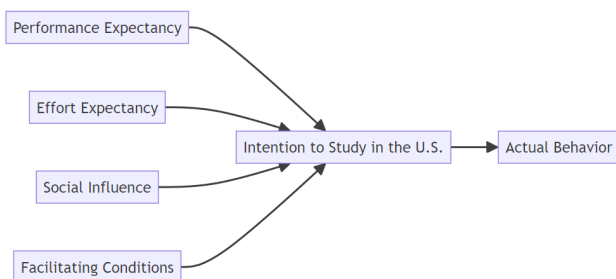 Performance Expectancy
Effort Expectancy
Intention to Study in the U.S.
Actual Behavior
Social Influence
Facilitating Conditions